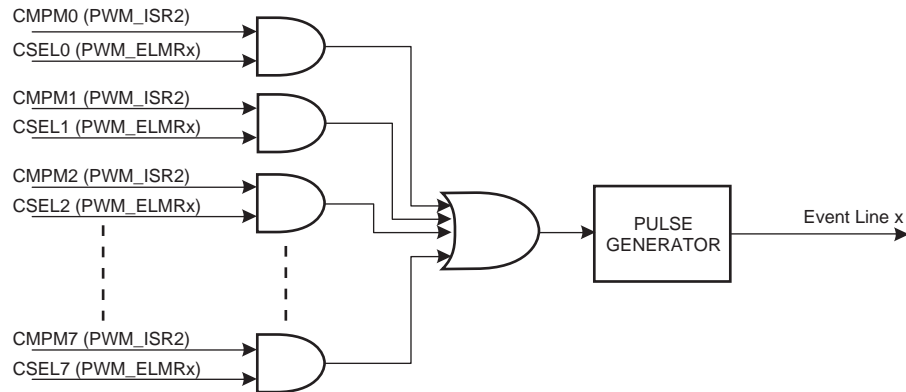 CMPM0 (PWM_ISR2)
CSEL0 (PWM_ELMRx)
CMPM1 (PWM_ISR2)
CSEL1 (PWM_ELMRx)
CMPM2 (PWM_ISR2)
CSEL2 (PWM_ELMRx)
PULSE
GENERATOR
Event Line x
CMPM7 (PWM_ISR2)
CSEL7 (PWM_ELMRx)